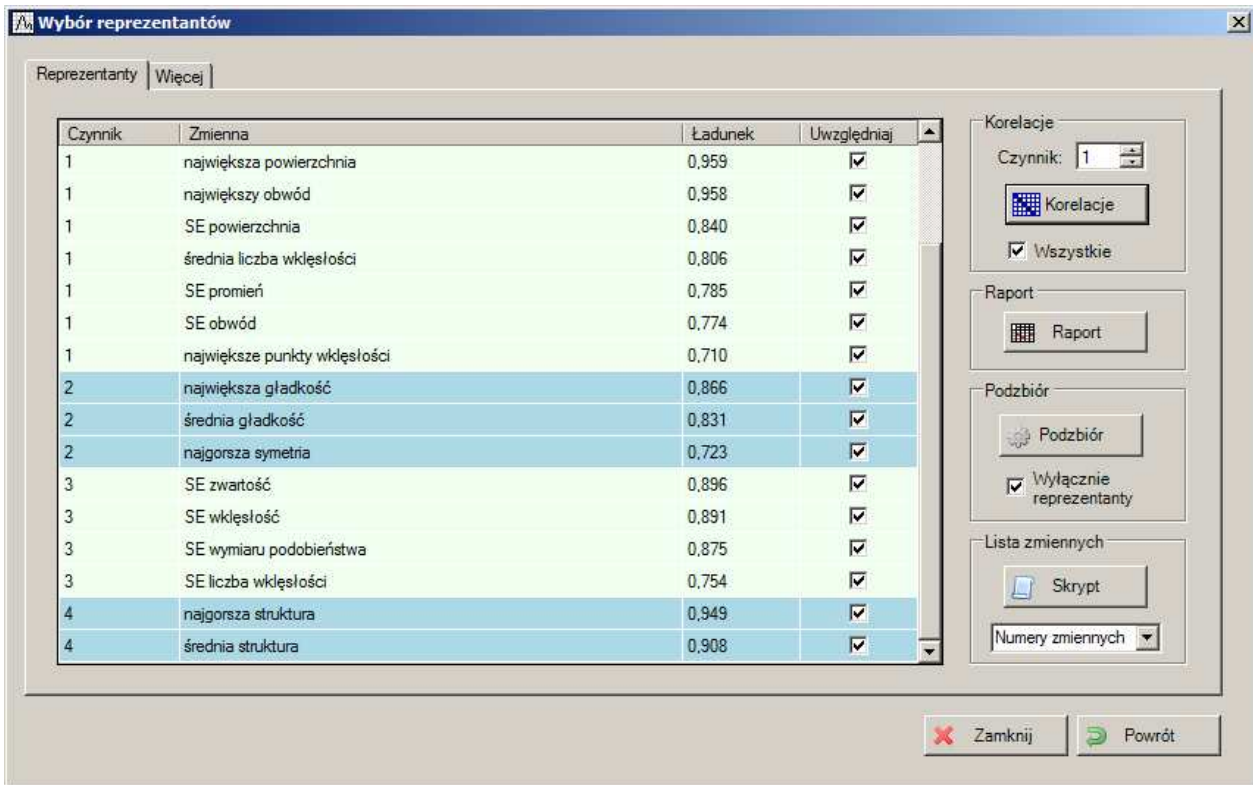 Wybór reprezentantów
Reprezentanty Więcej
Czynnik Zmienna Ładunek Uwzględniaj
1 największa powierzchnia 0,959
1 największy obwód 0,958
1 SE powierzchnia 0,840
1 średnia liczba wklęsłości 0,806
1 SE promień 0,785
1 SE obwód 0,774
1 największe punkty wklęsłości 0,710
2 największa gładkość 0,866
2 średnia gładkość 0,831
2 najgorsza symetria 0,723
3 SE zwartość 0,896
3 SE wklęsłość 0,891
3 SE wymiaru podobieństwa 0,875
3 SE liczba wklęsłości 0,754
4 najgorsza struktura 0,949
4 średnia struktura 0,908
Korelacje
Czynnik: 1
Korelacje
Wszystkie
Raport
Raport
Podzbiór
Podzbiór
Wyłącznie
reprezentanty
Lista zmiennych
Skrypt
Numery zmiennych
Zamknij Powrót